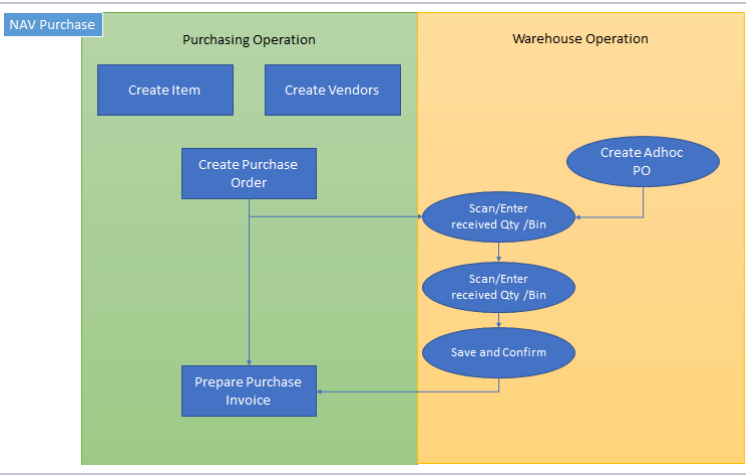 NAV Purchase
Purchasing Operation
Warehouse Operation
Create Item
Create Vendors
Create Purchase
Order
Create Adhoc
PO
Scan/Enter
received Qty /Bin
Scan/Enter
received Qty /Bin
Save and Confirm
Prepare Purchase
Invoice